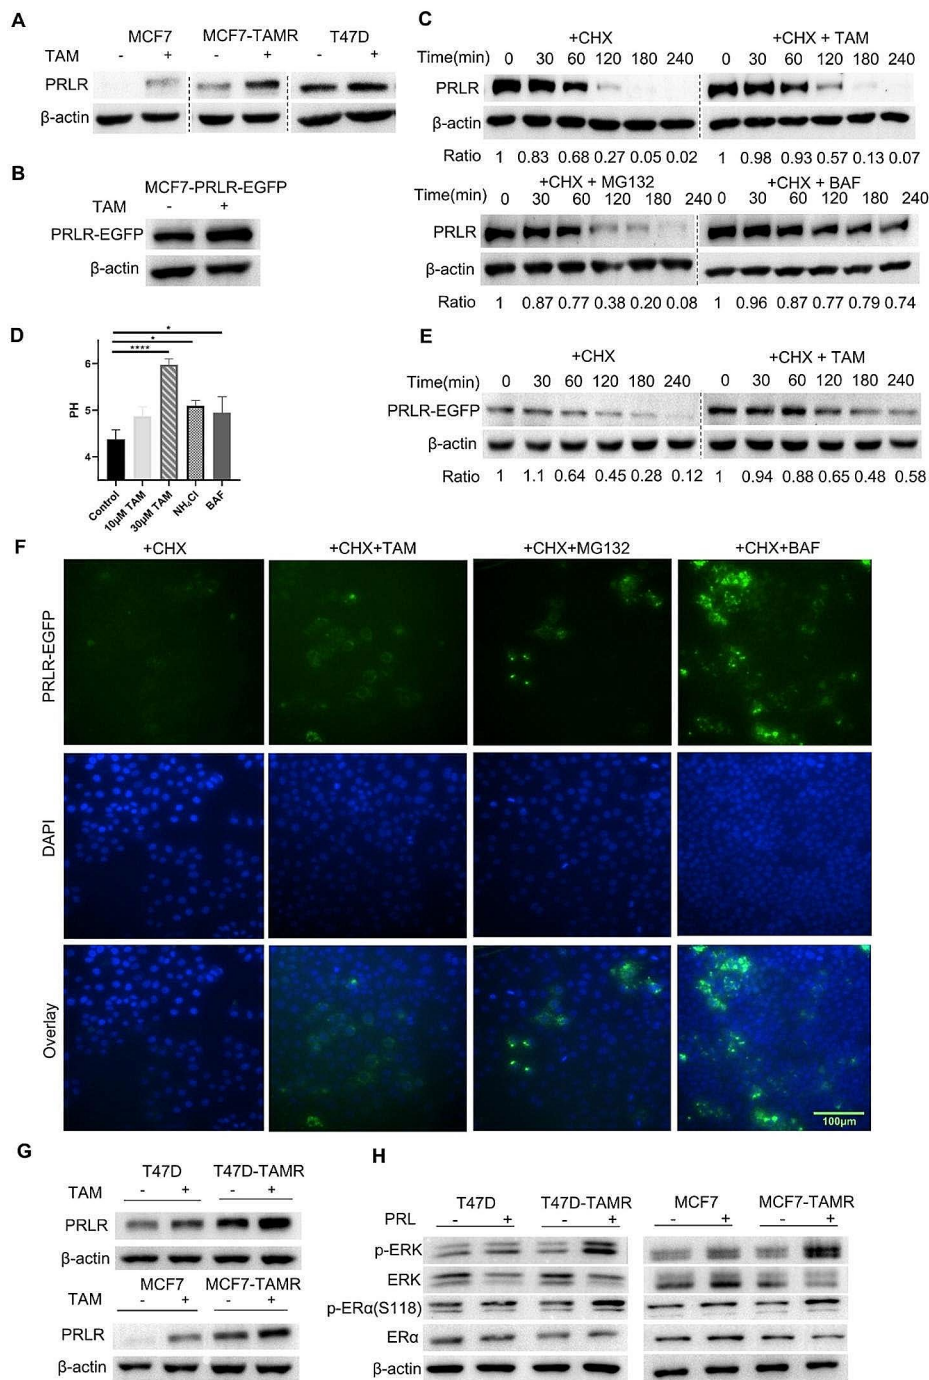 A
MCF7 MCF7-TAMR T47D
TAM - + - + - +
PRLR
β-actin
B
MCF7-PRLR-EGFP
TAM - +
PRLR-EGFP
β-actin
C
+CHX +CHX + TAM
Time(min) 0 30 60 120 180 240 0 30 60 120 180 240
PRLR
β-actin
Ratio 1 0.83 0.68 0.27 0.05 0.02 1 0.98 0.93 0.57 0.13 0.07
+CHX + MG132 +CHX + BAF
Time(min) 0 30 60 120 180 240 0 30 60 120 180 240
PRLR
β-actin
Ratio 1 0.87 0.77 0.38 0.20 0.08 1 0.96 0.87 0.77 0.79 0.74
D
*
*
****
6
5
4
PH
Control
10μM TAM
30μM TAM
NH₄Cl
BAF
E
+CHX +CHX + TAM
Time(min) 0 30 60 120 180 240 0 30 60 120 180 240
PRLR-EGFP
β-actin
Ratio 1 1.1 0.64 0.45 0.28 0.12 1 0.94 0.88 0.65 0.48 0.58
F
+CHX +CHX+TAM +CHX+MG132 +CHX+BAF
PRLR-EGFP
DAPI
Overlay
100μm
G
T47D T47D-TAMR
TAM - + - +
PRLR
β-actin
MCF7 MCF7-TAMR
TAM - + - +
PRLR
β-actin
H
T47D T47D-TAMR MCF7 MCF7-TAMR
PRL - + - + - + - +
p-ERK
ERK
p-ERα(S118)
ERα
β-actin